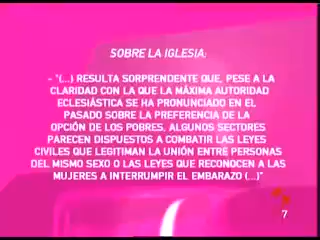 SOBRE LA IGLESIA:
- "(...) RESULTA SORPRENDENTE QUE, PESE A LA
CLARIDAD CON LA QUE LA MÁXIMA AUTORIDAD
ECLESIÁSTICA SE HA PRONUNCIADO EN EL
PASADO SOBRE LA PREFERENCIA DE LA
OPCIÓN DE LOS POBRES, ALGUNOS SECTORES
PARECEN DISPUESTOS A COMBATIR LAS LEYES
CIVILES QUE LEGITIMAN LA UNIÓN ENTRE PERSONAS
DEL MISMO SEXO O LAS LEYES QUE RECONOCEN A LAS
MUJERES A INTERRUMPIR EL EMBARAZO (...)"
7